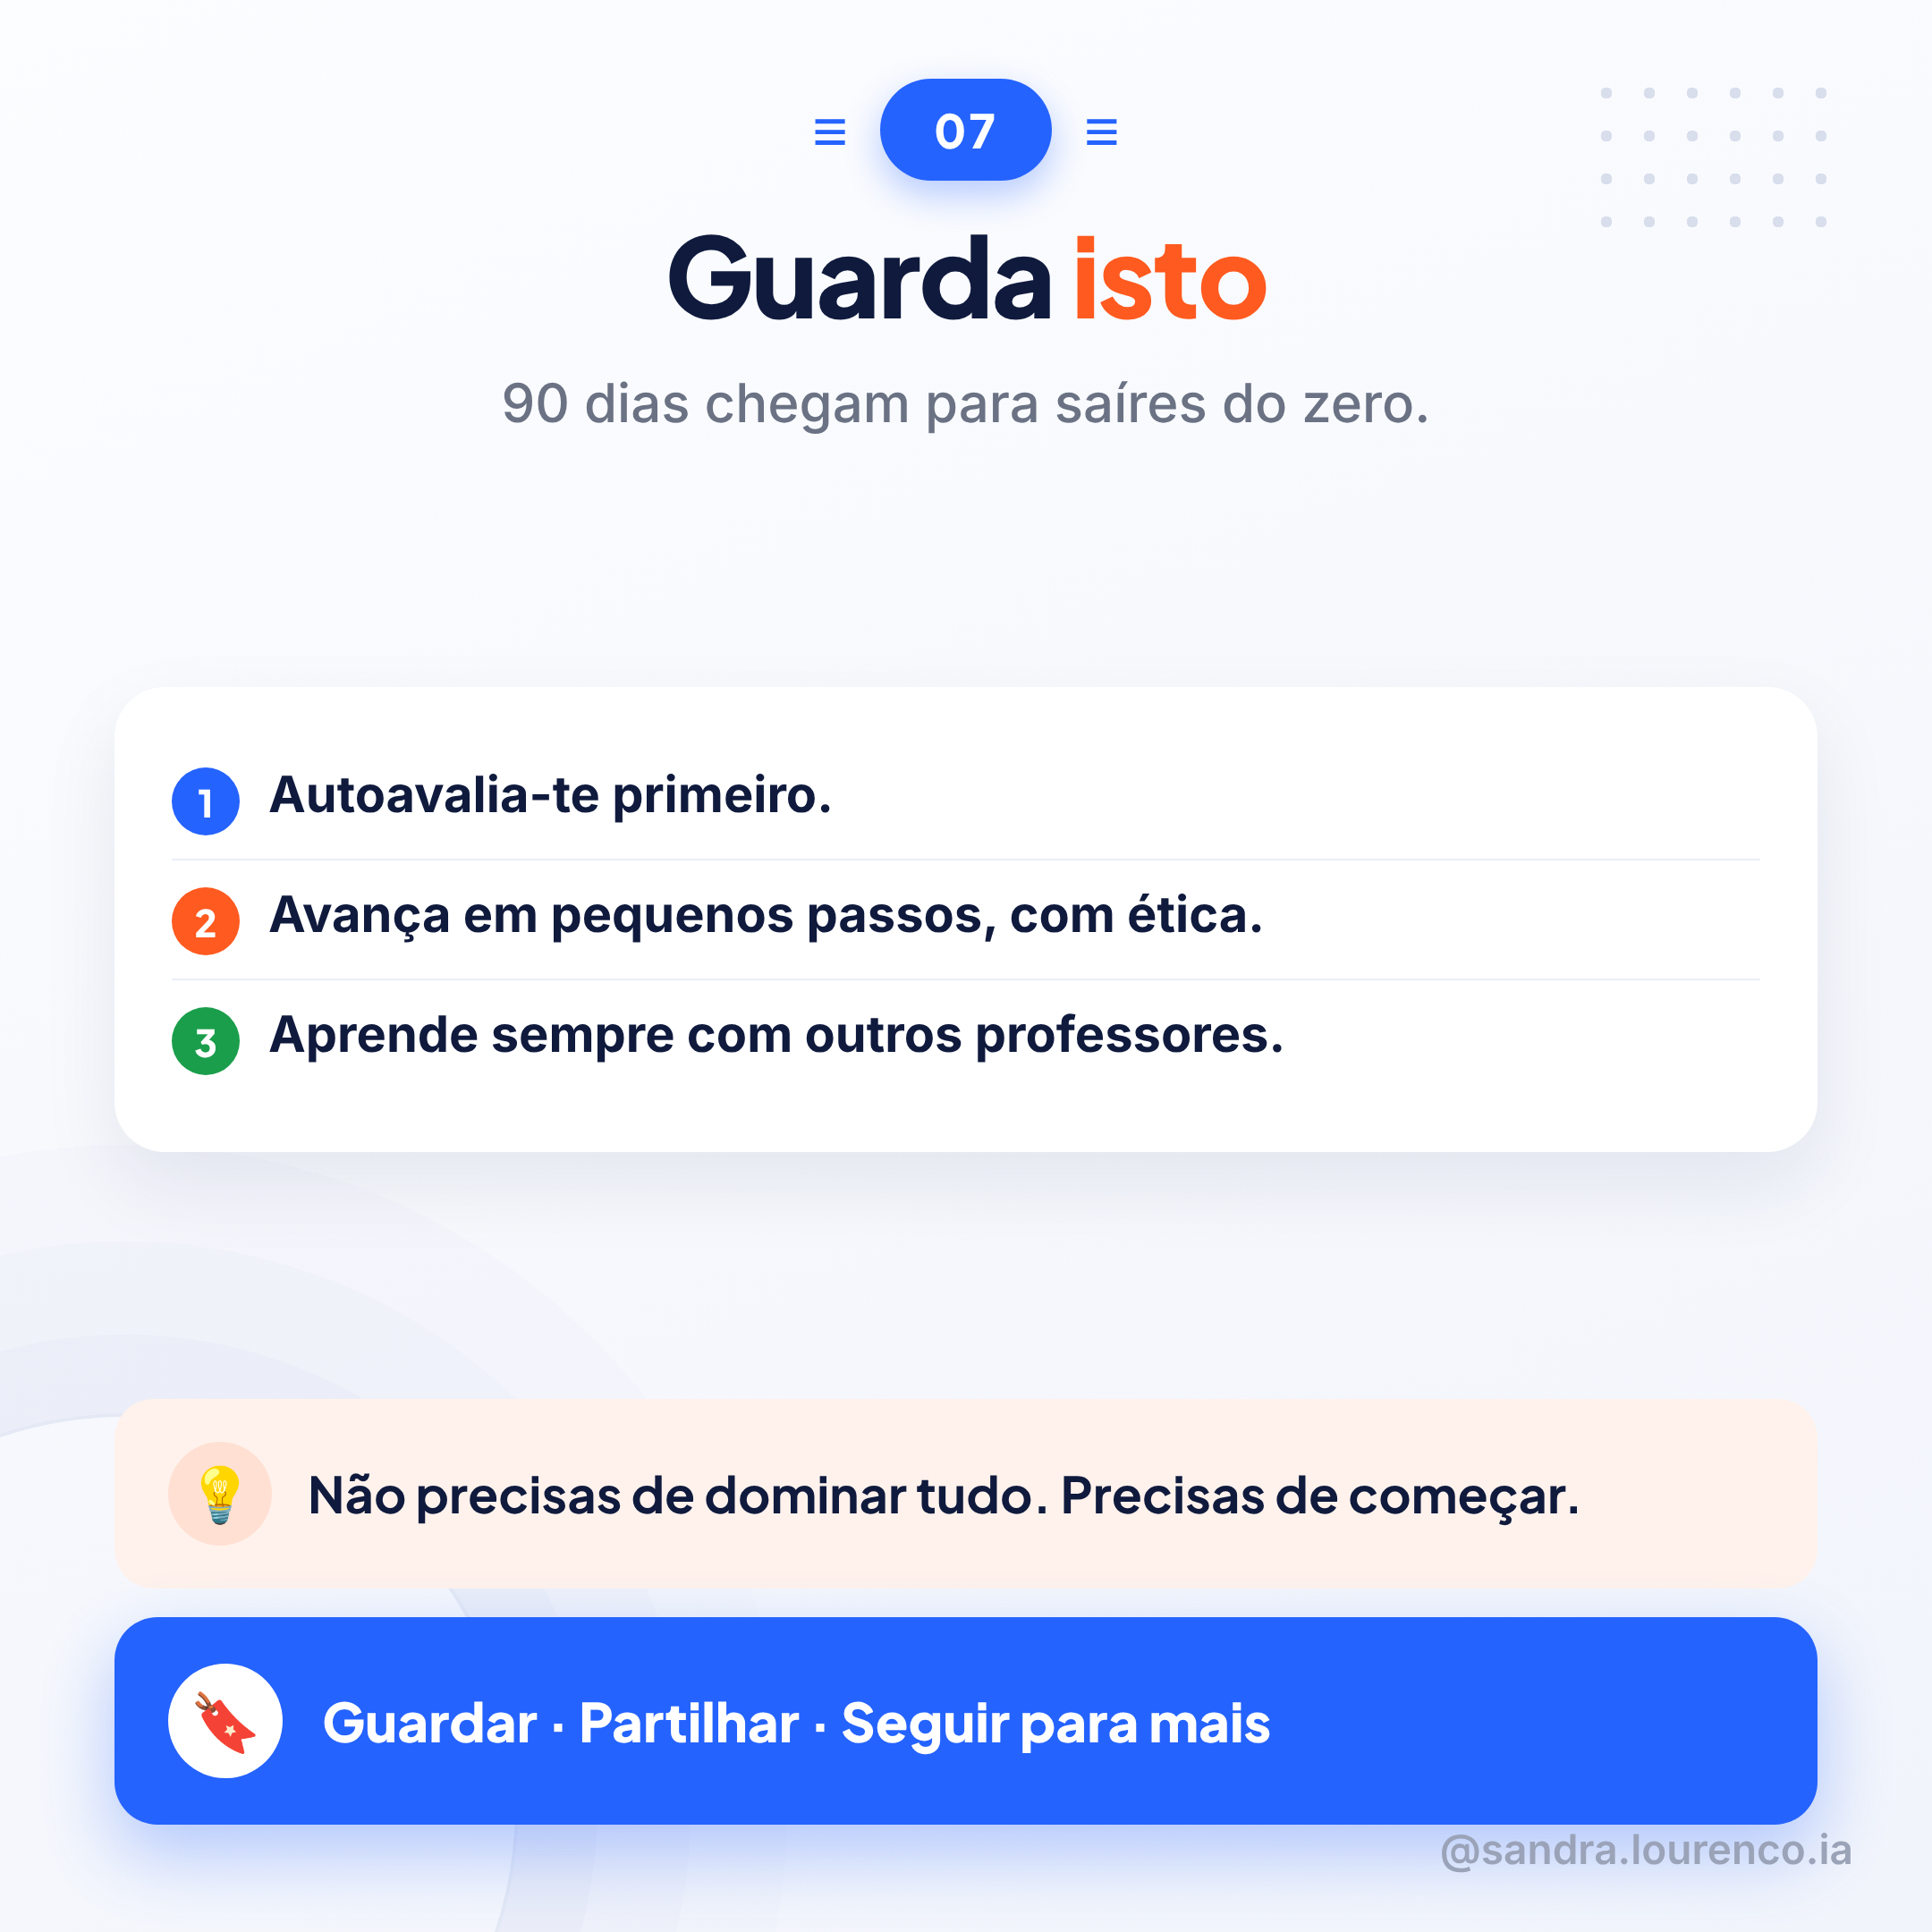 07
Guarda isto
90 dias chegam para saíres do zero.
1 Autoavalia-te primeiro.
2 Avança em pequenos passos, com ética.
3 Aprende sempre com outros professores.
Não precisas de dominar tudo. Precisas de começar.
Guardar · Partilhar · Seguir para mais
@sandra.lourenco.ia